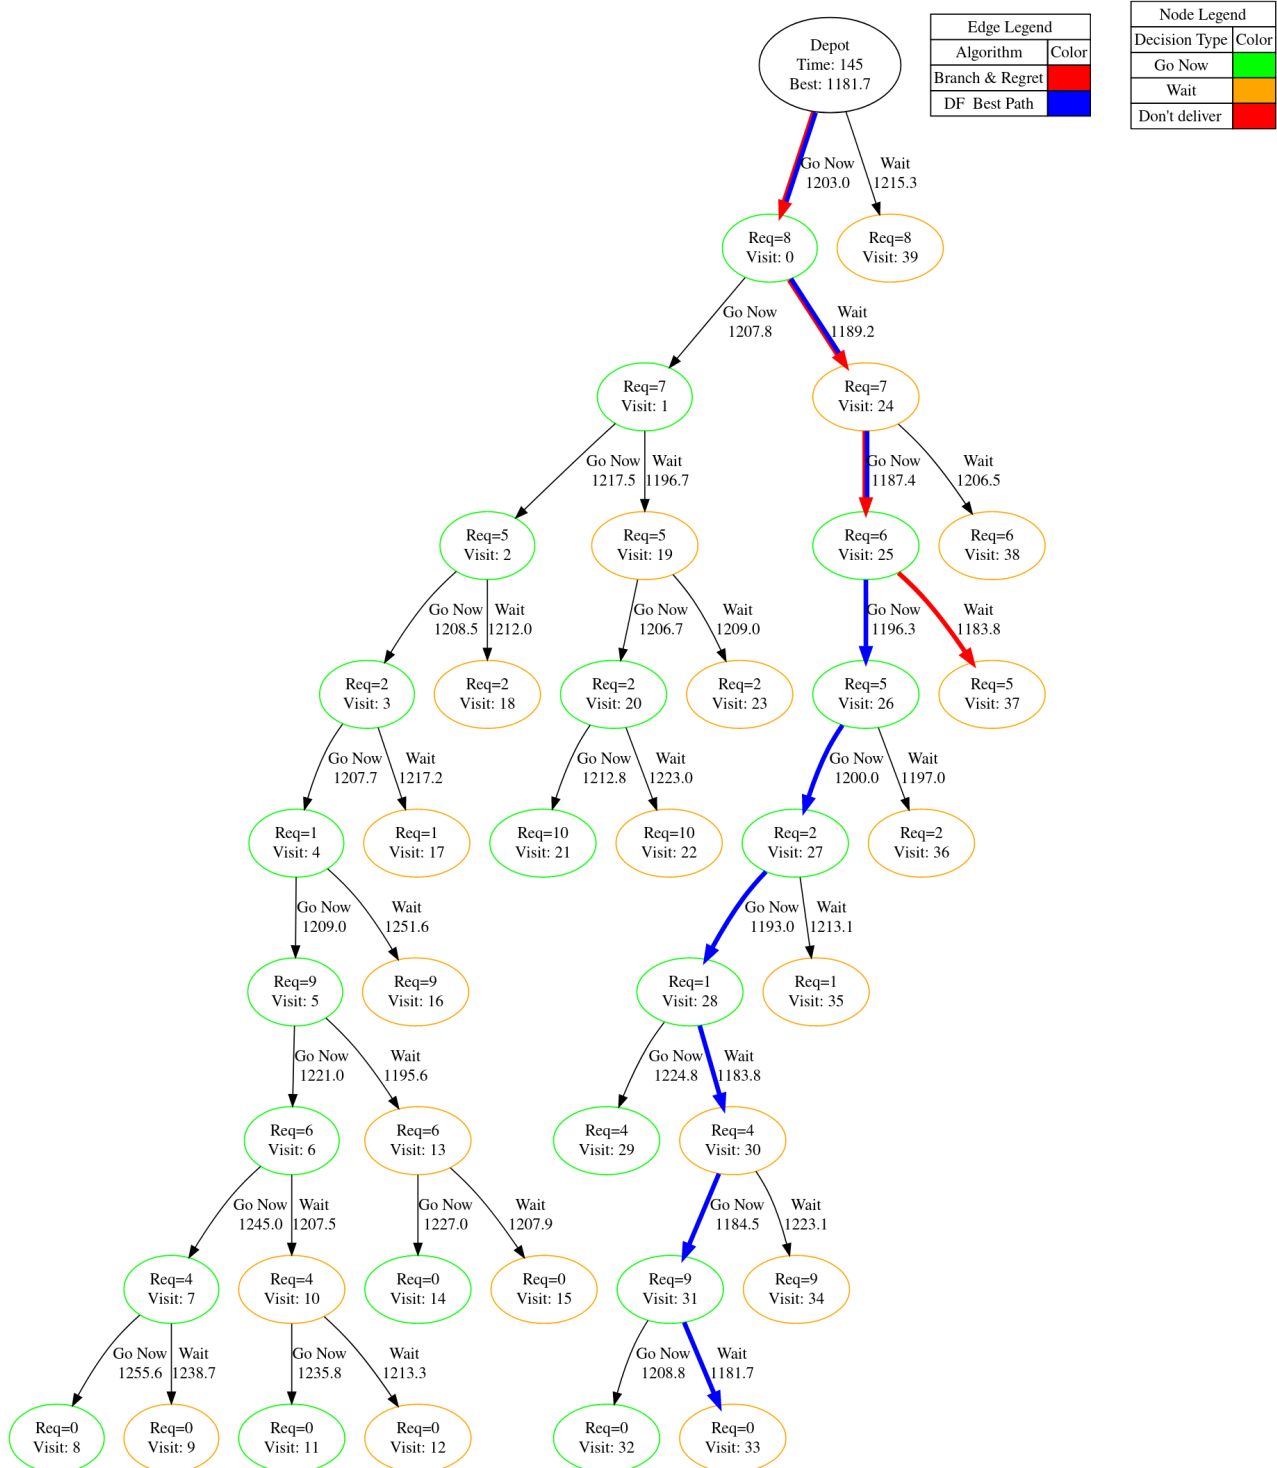 Depot
Time: 145
Best: 1181.7
Edge Legend
Algorithm Color
Branch & Regret
DF Best Path
Node Legend
Decision Type Color
Go Now
Wait
Don't deliver
Go Now
1203.0
Wait
1215.3
Req=8
Visit: 0
Req=8
Visit: 39
Go Now
1207.8
Wait
1189.2
Req=7
Visit: 1
Req=7
Visit: 24
Go Now
1217.5
Wait
1196.7
Go Now
1187.4
Wait
1206.5
Req=5
Visit: 2
Req=5
Visit: 19
Req=6
Visit: 25
Req=6
Visit: 38
Go Now
1208.5
Wait
1212.0
Go Now
1206.7
Wait
1209.0
Go Now
1196.3
Wait
1183.8
Req=2
Visit: 3
Req=2
Visit: 18
Req=2
Visit: 20
Req=2
Visit: 23
Req=5
Visit: 26
Req=5
Visit: 37
Go Now
1207.7
Wait
1217.2
Go Now
1212.8
Wait
1223.0
Go Now
1200.0
Wait
1197.0
Req=1
Visit: 4
Req=1
Visit: 17
Req=10
Visit: 21
Req=10
Visit: 22
Req=2
Visit: 27
Req=2
Visit: 36
Go Now
1209.0
Wait
1251.6
Go Now
1193.0
Wait
1213.1
Req=9
Visit: 5
Req=9
Visit: 16
Req=1
Visit: 28
Req=1
Visit: 35
Go Now
1221.0
Wait
1195.6
Go Now
1224.8
Wait
1183.8
Req=6
Visit: 6
Req=6
Visit: 13
Req=4
Visit: 29
Req=4
Visit: 30
Go Now
1245.0
Wait
1207.5
Go Now
1227.0
Wait
1207.9
Go Now
1184.5
Wait
1223.1
Req=4
Visit: 7
Req=4
Visit: 10
Req=0
Visit: 14
Req=0
Visit: 15
Req=9
Visit: 31
Req=9
Visit: 34
Go Now
1255.6
Wait
1238.7
Go Now
1235.8
Wait
1213.3
Go Now
1208.8
Wait
1181.7
Req=0
Visit: 8
Req=0
Visit: 9
Req=0
Visit: 11
Req=0
Visit: 12
Req=0
Visit: 32
Req=0
Visit: 33